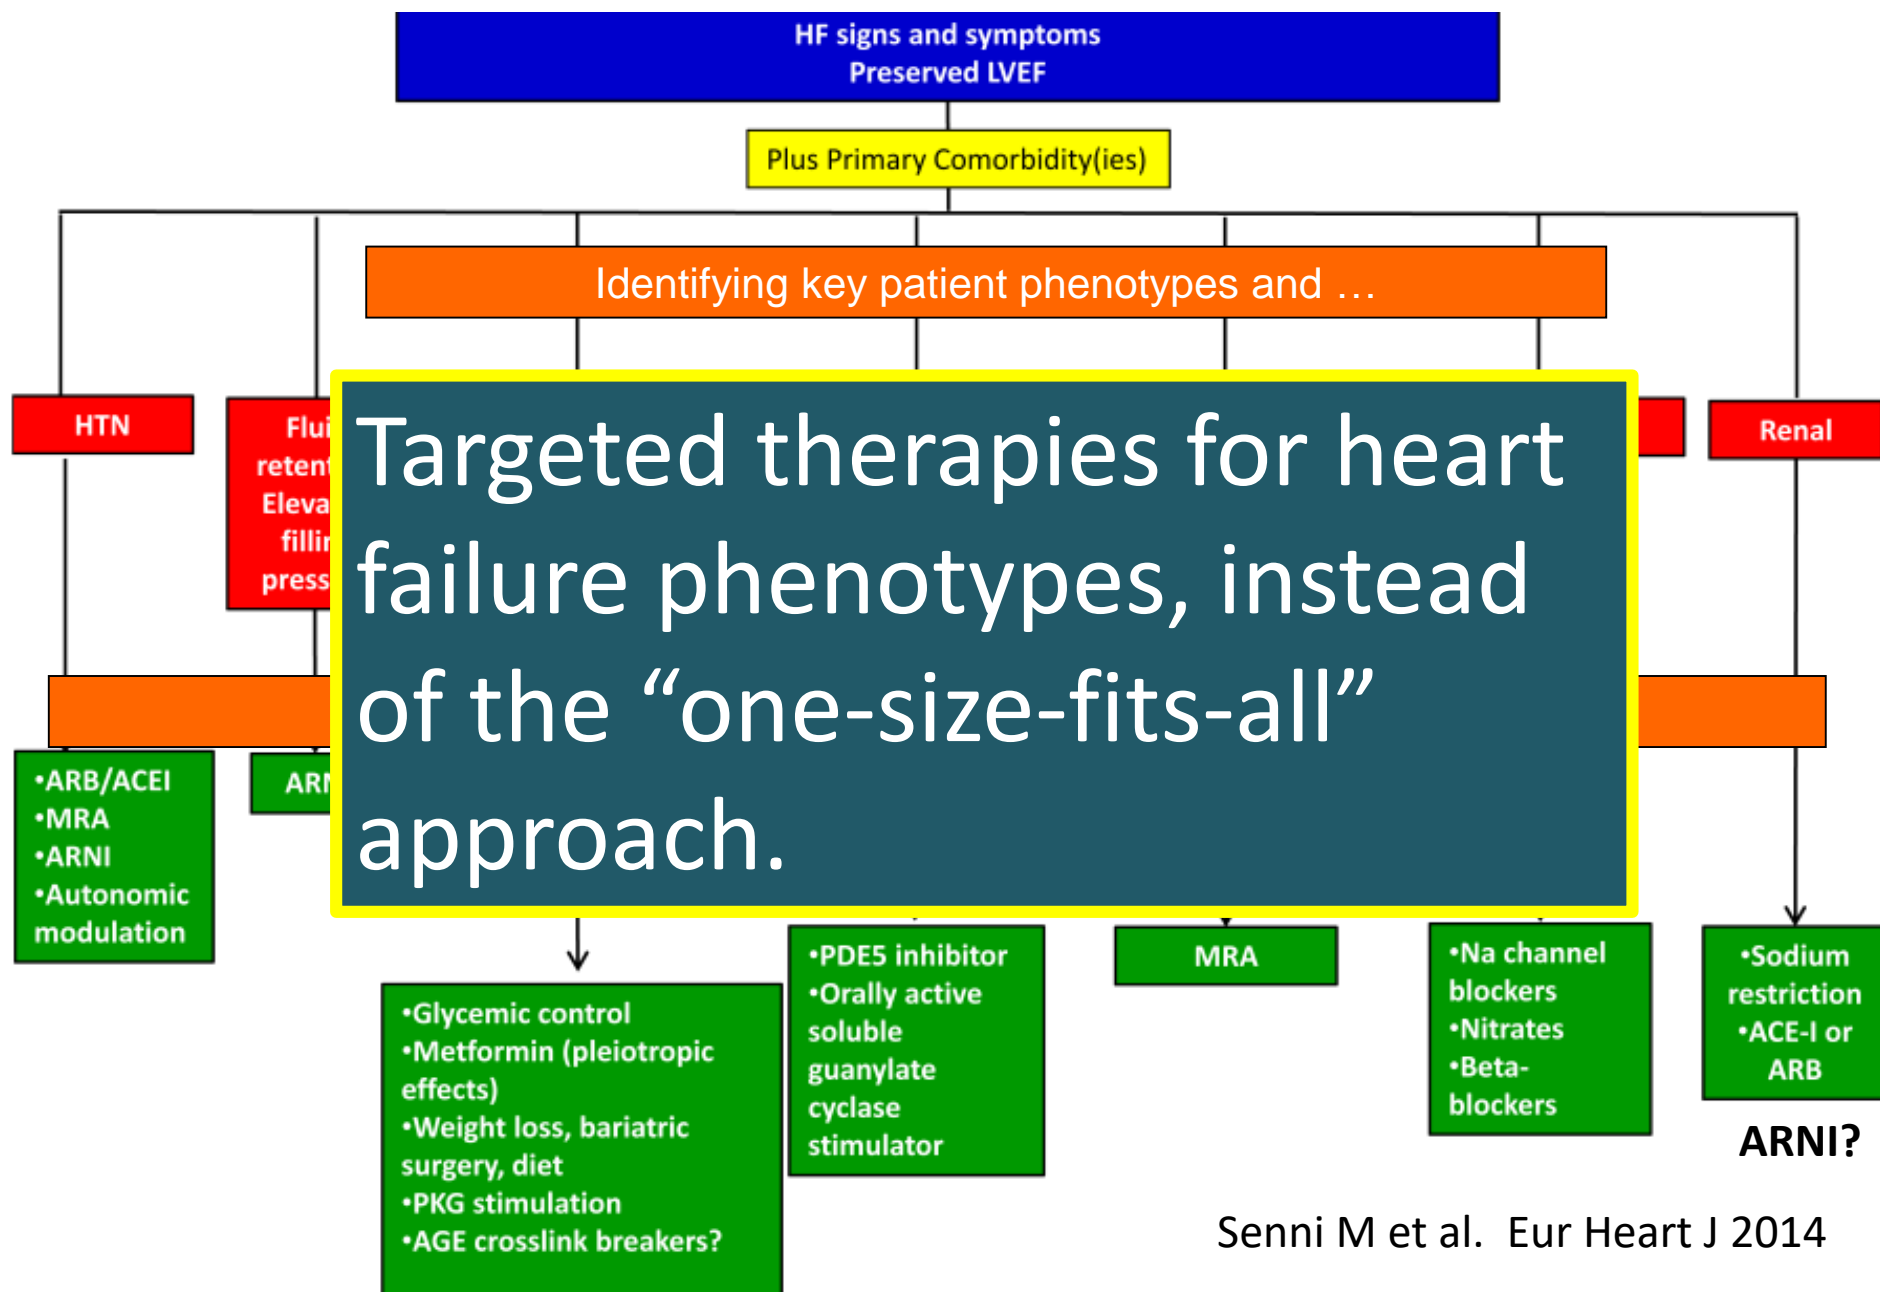 HF signs and symptoms
Preserved LVEF
Plus Primary Comorbidity(ies)
Identifying key patient phenotypes and …
HTN
Renal
Targeted therapies for heart
failure phenotypes, instead
of the “one-size-fits-all”
approach.
•ARB/ACEI
•MRA
•ARNI
•Autonomic
modulation
•Glycemic control
•Metformin (pleiotropic
effects)
•Weight loss, bariatric
surgery, diet
•PKG stimulation
•AGE crosslink breakers?
•PDE5 inhibitor
•Orally active
soluble
guanylate
cyclase
stimulator
MRA
•Na channel
blockers
•Nitrates
•Beta-
blockers
•Sodium
restriction
•ACE-I or
ARB
ARNI?
Senni M et al. Eur Heart J 2014